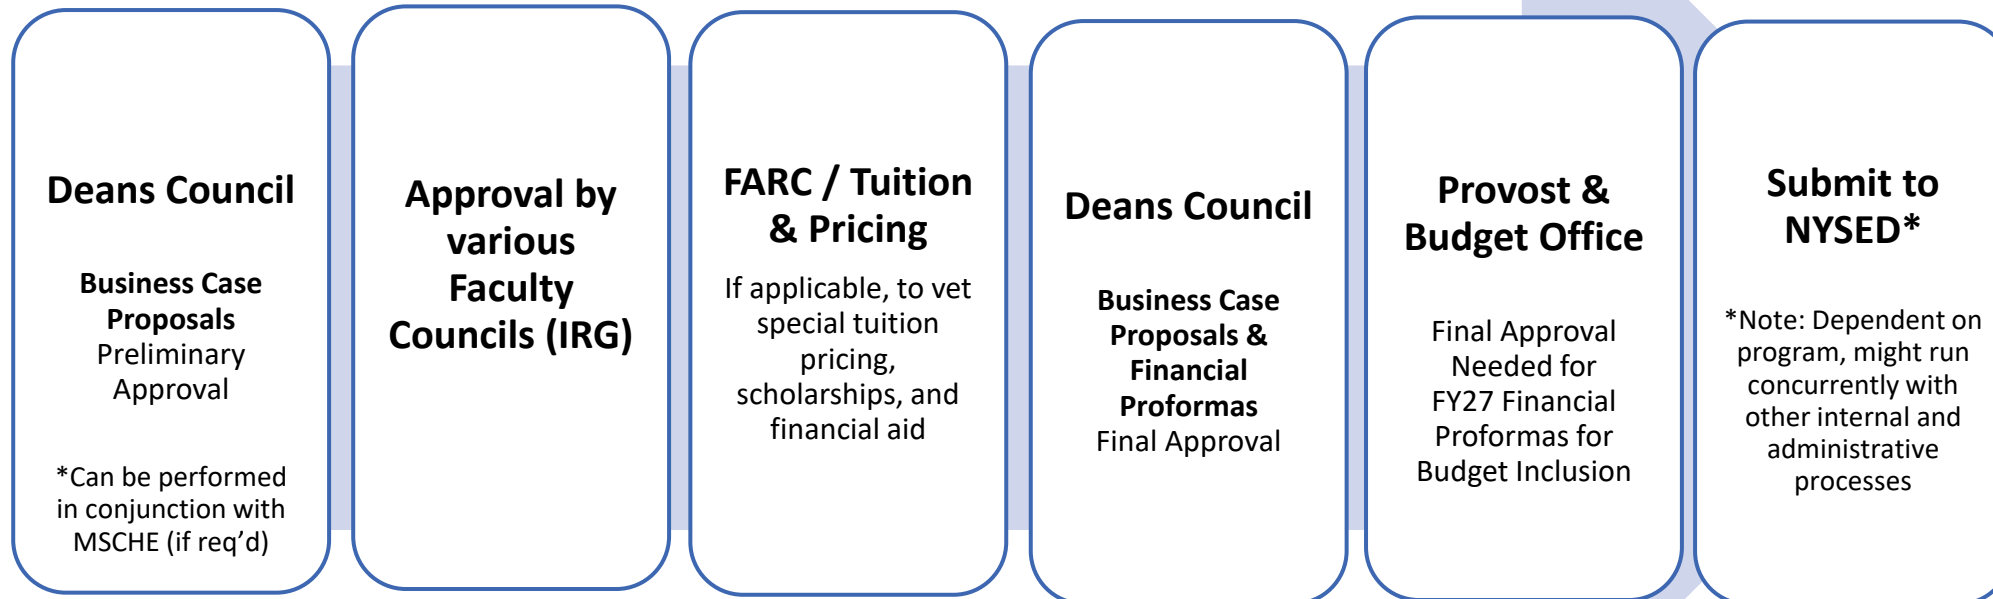 Deans Council
Business Case
Proposals
Preliminary
Approval
*Can be performed
in conjunction with
MSCHE (if req’d)
Approval by
various
Faculty
Councils (IRG)
FARC / Tuition
& Pricing
If applicable, to vet
special tuition
pricing,
scholarships, and
financial aid
Deans Council
Business Case
Proposals &
Financial
Proformas
Final Approval
Provost &
Budget Office
Final Approval
Needed for
FY27 Financial
Proformas for
Budget Inclusion
Submit to
NYSED*
*Note: Dependent on
program, might run
concurrently with
other internal and
administrative
processes